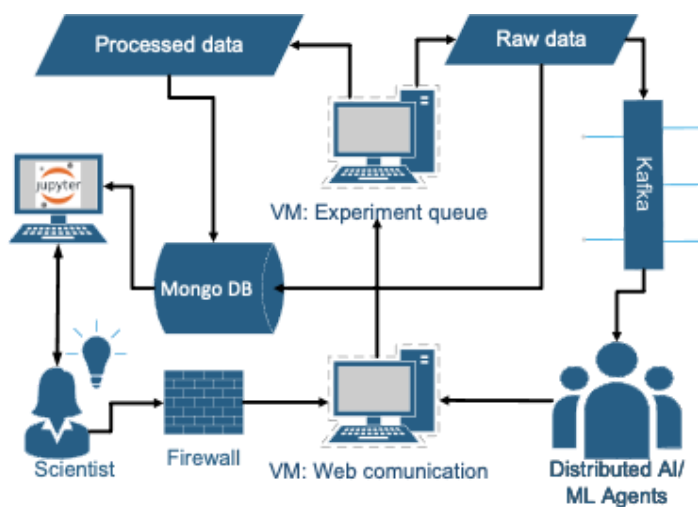 Processed data
Raw data
jupyter
VM: Experiment queue
Kafka
Mongo DB
Scientist
Firewall
VM: Web comunication
Distributed AI/
ML Agents